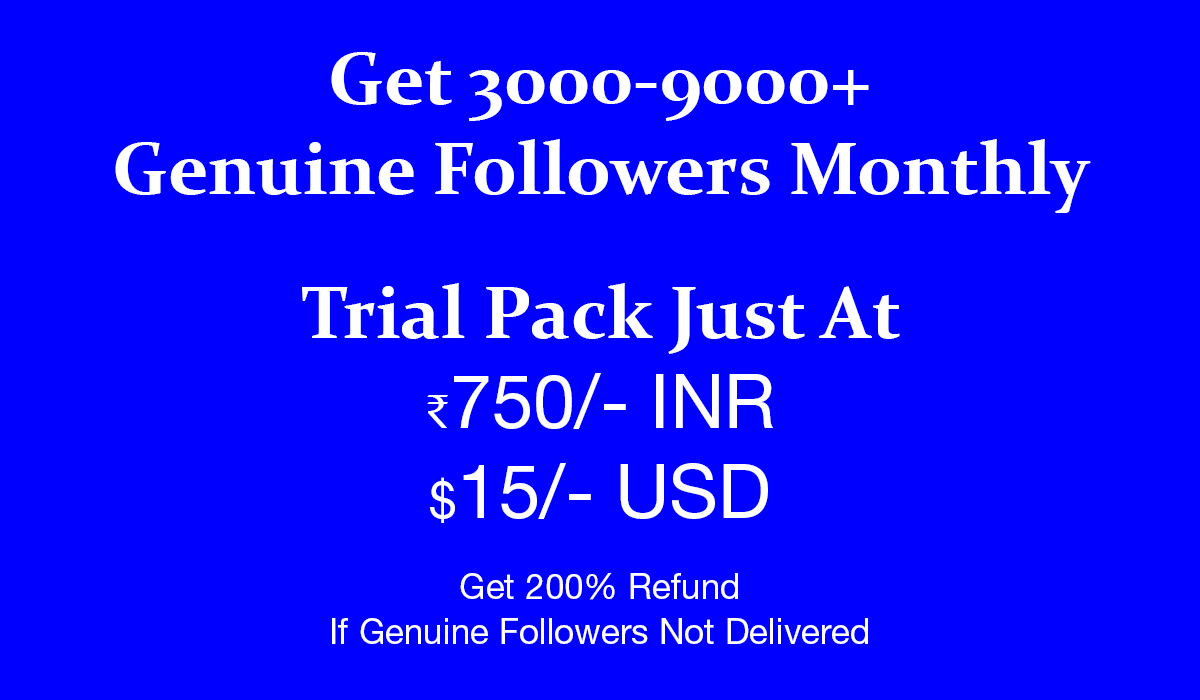 Get 3000-9000+
Genuine Followers Monthly
Trial Pack Just At
₹750/- INR
$15/- USD
Get 200% Refund
If Genuine Followers Not Delivered